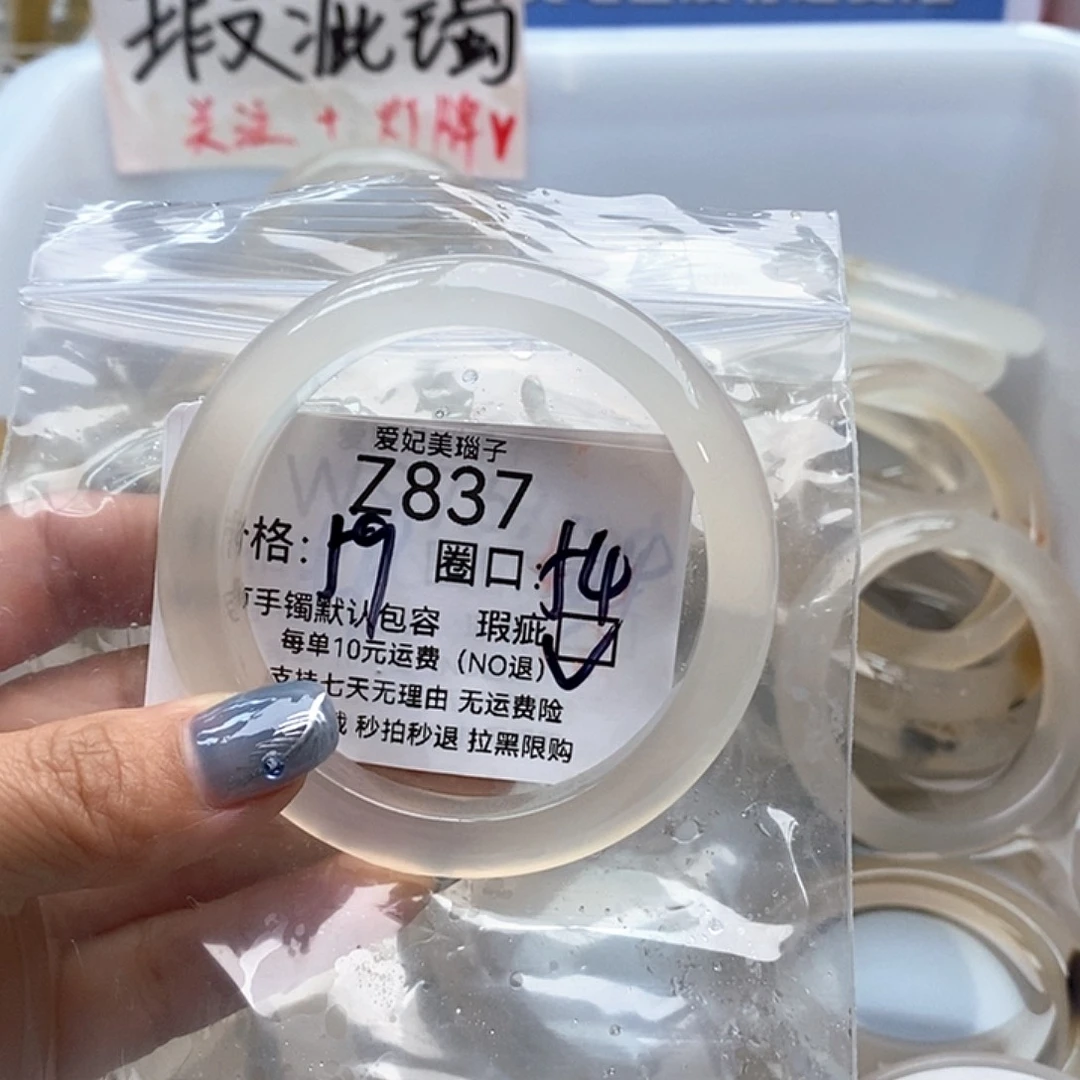 瑕疵镯
关注 + 灯牌
爱妃美瑙子
Z837
格: 19 圈口: 54
手镯默认包容 瑕疵
每单10元运费（NO退）
支持七天无理由 无运费险
秒拍秒退 拉黑限购